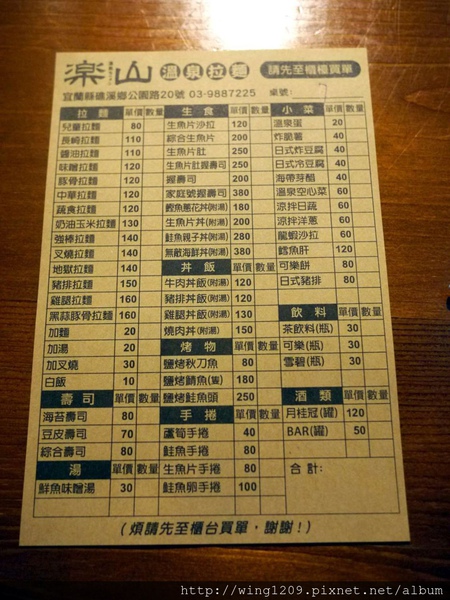 楽山 溫泉拉麵 請先至櫃檯買單
宜蘭縣礁溪鄉公園路20號 03-9887225 桌號:
拉麵 單價 數量
兒童拉麵 80
長崎拉麵 110
醬油拉麵 110
味噌拉麵 120
豚骨拉麵 120
中華拉麵 120
蔬食拉麵 120
奶油玉米拉麵 130
強棒拉麵 140
叉燒拉麵 140
地獄拉麵 140
豬排拉麵 150
雞腿拉麵 160
黑蒜豚骨拉麵 160
加麵 20
加湯 20
加叉燒 30
白飯 10
壽司 單價 數量
海苔壽司 80
豆皮壽司 70
綜合壽司 80
湯 單價 數量
鮮魚味噌湯 30
生食 單價 數量
生魚片沙拉 120
綜合生魚片 200
生魚片肚 250
生魚片肚握壽司 250
握壽司 200
家庭號握壽司 380
鰹魚蔥花丼(附湯) 180
生魚片丼(附湯) 200
鮭魚親子丼(附湯) 280
無敵海鮮丼(附湯) 380
丼飯 單價 數量
牛肉丼飯(附湯) 120
豬排丼飯(附湯) 120
雞腿丼飯(附湯) 130
燒肉丼(附湯) 150
烤物 單價 數量
鹽烤秋刀魚 80
鹽烤鯖魚(隻) 180
鹽烤鮭魚頭 250
手捲 單價 數量
蘆筍手捲 40
鮭魚手捲 80
生魚片手捲 80
鮭魚卵手捲 100
小菜 單價 數量
溫泉蛋 20
炸脆薯 40
日式炸豆腐 40
日式冷豆腐 40
海帶芽醋 40
溫泉空心菜 60
涼拌日蔬 60
涼拌洋蔥 60
龍蝦沙拉 60
鱈魚肝 120
可樂餅 80
日式豬排 80
飲料 單價 數量
茶飲料(瓶) 30
可樂(瓶) 30
雪碧(瓶) 30
酒類 單價 數量
月桂冠(罐) 120
BAR(罐) 50
合計:
(煩請先至櫃台買單,謝謝!)
http://wing1209.pixnet.net/album